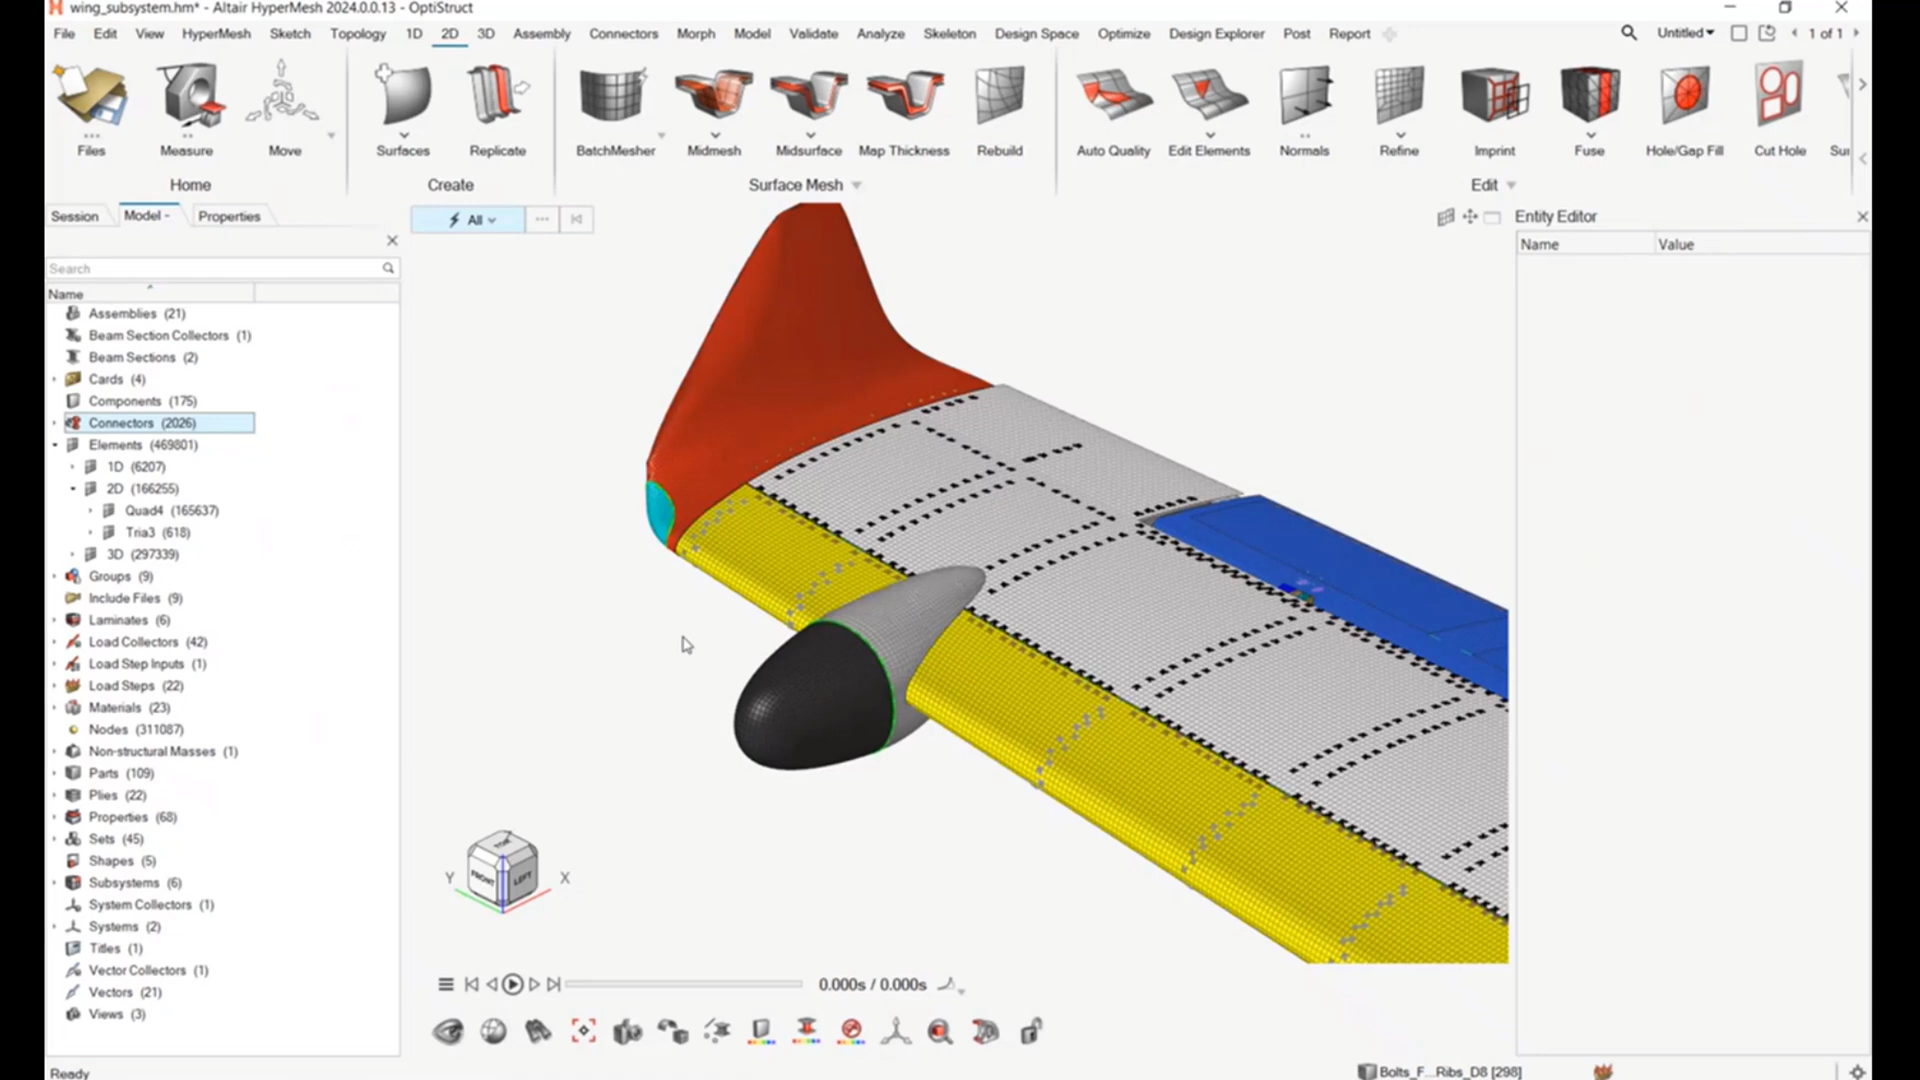 wing_subsystem.hm* - Altair HyperMesh 2024.0.0.13 - OptiStruct
File Edit View HyperMesh Sketch Topology 1D 2D 3D Assembly Connectors Morph Model Validate Analyze Skeleton Design Space Optimize Design Explorer Post Report Untitled 1 of 1
Files Measure Move Surfaces Replicate BatchMesher Midmesh Midsurface Map Thickness Rebuild Auto Quality Edit Elements Normals Refine Imprint Fuse Hole/Gap Fill Cut Hole
Home Create Surface Mesh Edit
Session Model Properties
All
Entity Editor
Name Value
Search
Name
Assemblies (21)
Beam Section Collectors (1)
Beam Sections (2)
Cards (4)
Components (175)
Connectors (2026)
Elements (469801)
1D (6207)
2D (166255)
Quad4 (165637)
Tria3 (618)
3D (297339)
Groups (9)
Include Files (9)
Laminates (6)
Load Collectors (42)
Load Step Inputs (1)
Load Steps (22)
Materials (23)
Nodes (311087)
Non-structural Masses (1)
Parts (109)
Plies (22)
Properties (68)
Sets (45)
Shapes (5)
Subsystems (6)
System Collectors (1)
Systems (2)
Titles (1)
Vector Collectors (1)
Vectors (21)
Views (3)
TOP
FRONT LEFT
Y X
0.000s / 0.000s
Ready
Bolts_F...Ribs_D8 [298]